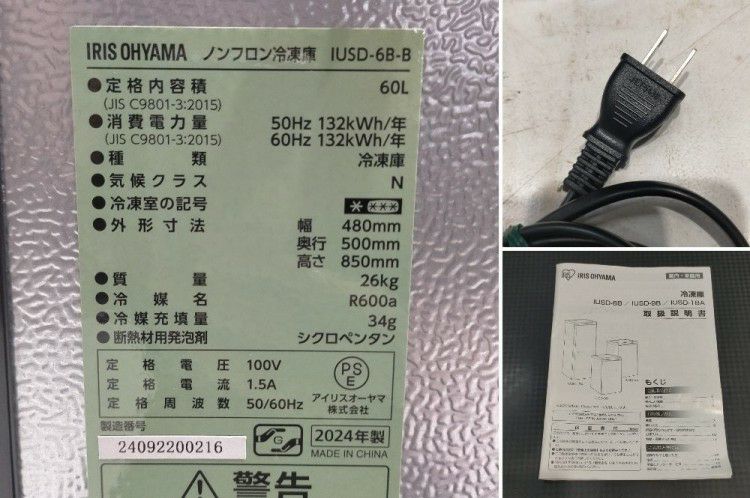 IRIS OHYAMA ノンフロン冷凍庫 IUSD-6B-B
●定格内容積 60L
(JIS C9801-3:2015)
●消費電力量 50Hz 132kWh/年
(JIS C9801-3:2015) 60Hz 132kWh/年
●種類 冷凍庫
●気候クラス N
●冷凍室の記号
●外形寸法 幅 480mm
奥行 500mm
高さ 850mm
●質量 26kg
●冷媒名 R600a
●冷媒充填量 34g
●断熱材用発泡剤 シクロペンタン
定格電圧 100V
定格電流 1.5A
定格周波数 50/60Hz
PS
E
アイリスオーヤマ
株式会社
製造番号
24092200216
G
2024年製
MADE IN CHINA
警告
IRIS OHYAMA
冷凍庫
IUSD-6B / IUSD-9B / IUSD-18A
取扱説明書
もくじ